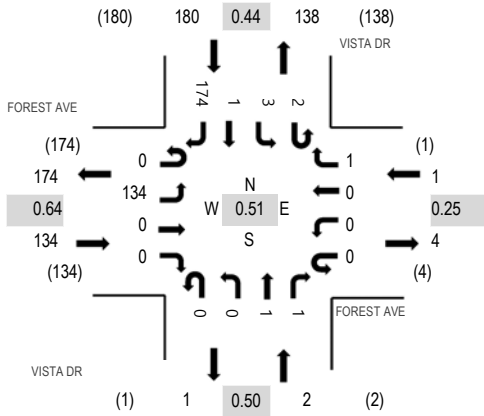 (180) 180 0.44 138 (138)
VISTA DR
174 1 3 2
FOREST AVE
(174) 0 1 (1)
174 134 N 0 1
0.64 W 0.51 E 0.25
134 0 S 0 4
(134) 0 0 (4)
0 0 1 1
FOREST AVE
VISTA DR
(1) 1 0.50 2 (2)